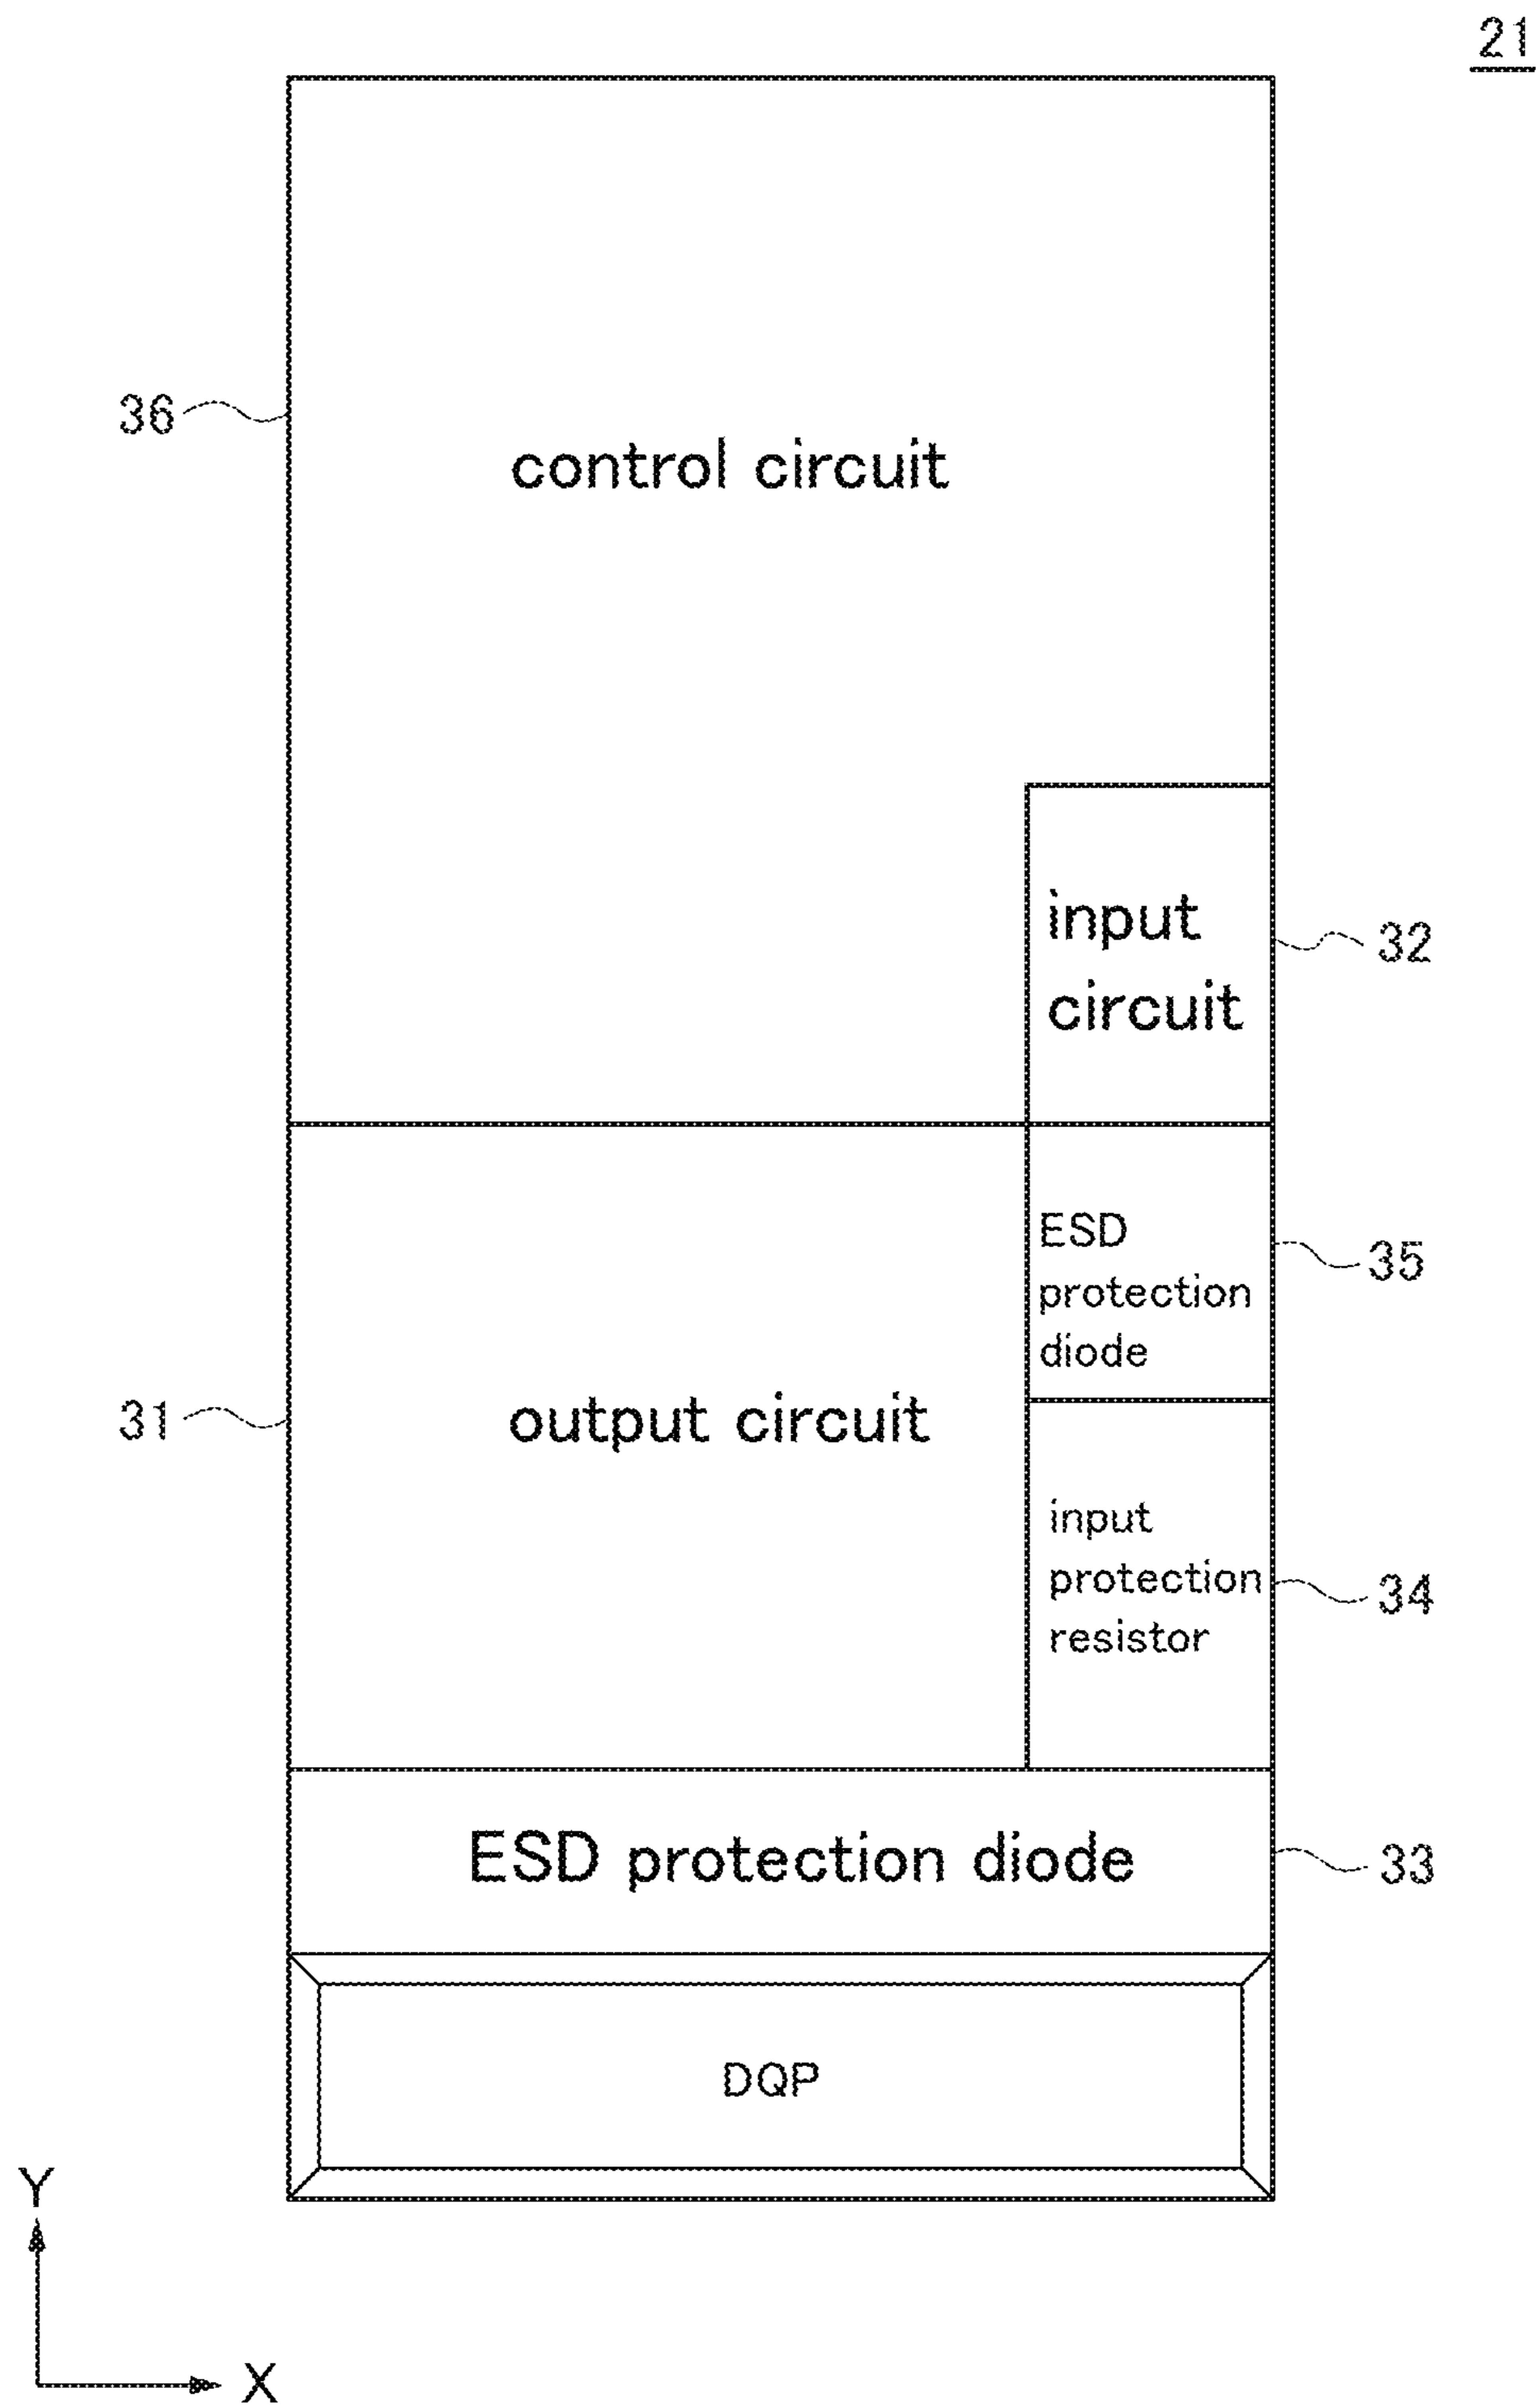 21
36
control circuit
input
circuit
32
ESD
protection
diode
35
31
output circuit
input
protection
resistor
34
ESD protection diode
33
DQP
Y
X